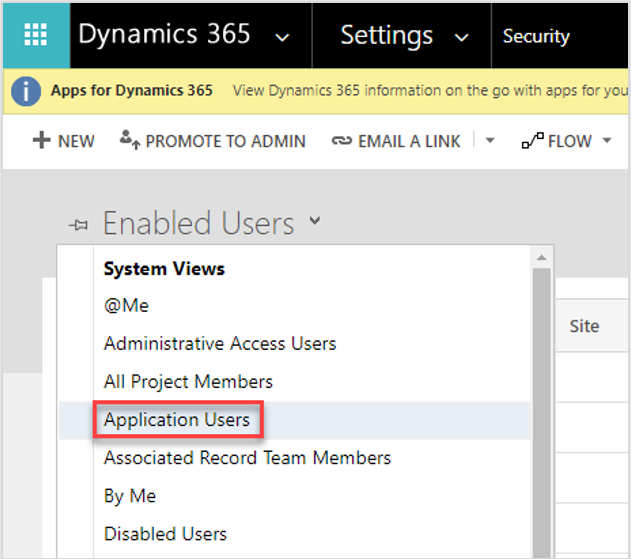 Dynamics 365 Settings Security
i Apps for Dynamics 365 View Dynamics 365 information on the go with apps for you
NEW PROMOTE TO ADMIN EMAIL A LINK FLOW
Enabled Users
System Views
@Me
Administrative Access Users
Site
All Project Members
Application Users
Associated Record Team Members
By Me
Disabled Users